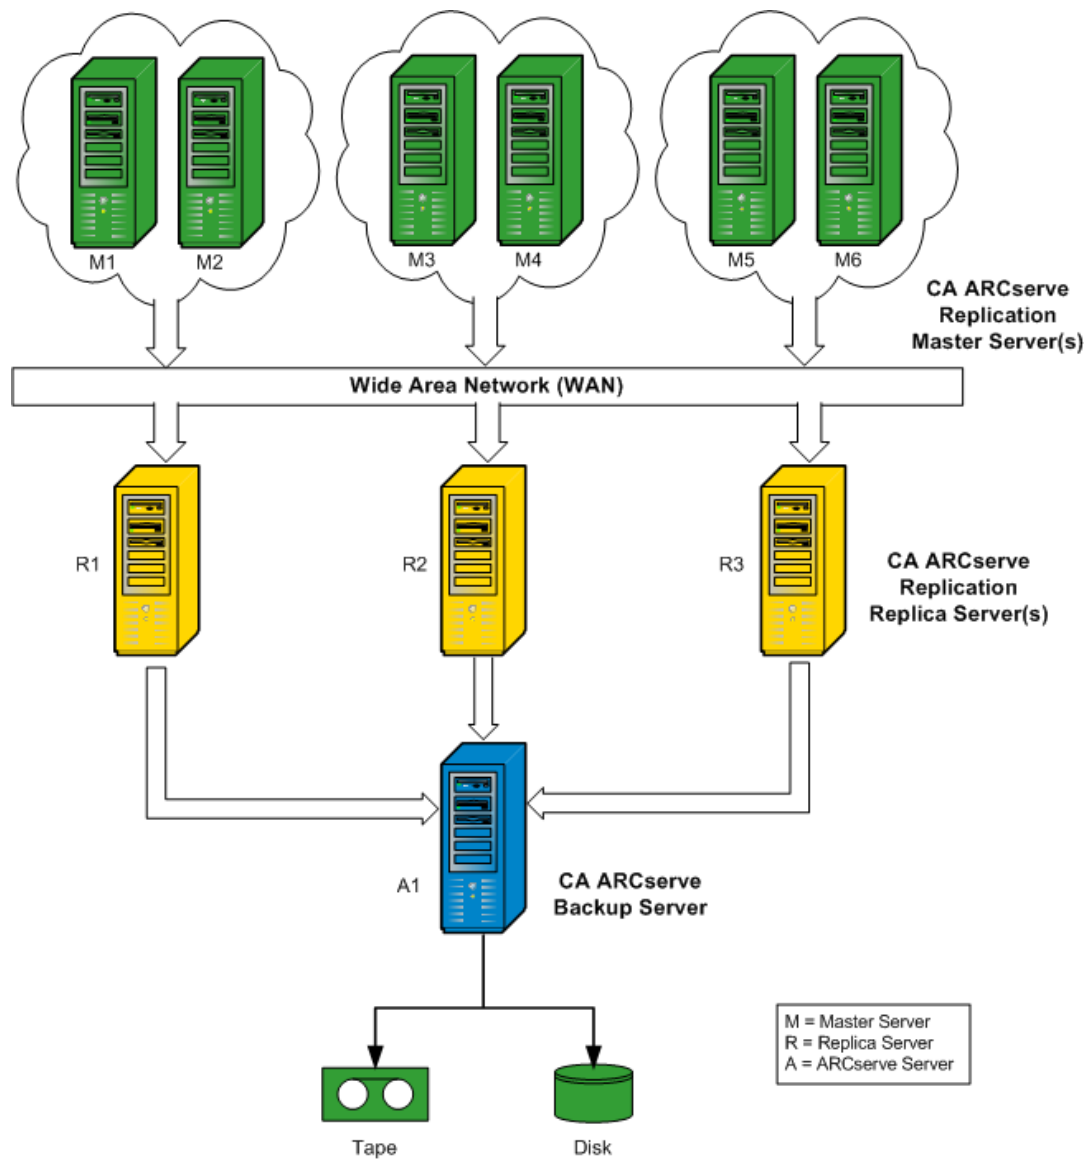 M1
M2
M3
M4
M5
M6
CA ARCserve
Replication
Master Server(s)
Wide Area Network (WAN)
R1
R2
R3
CA ARCserve
Replication
Replica Server(s)
A1
CA ARCserve
Backup Server
M = Master Server
R = Replica Server
A = ARCserve Server
Tape
Disk